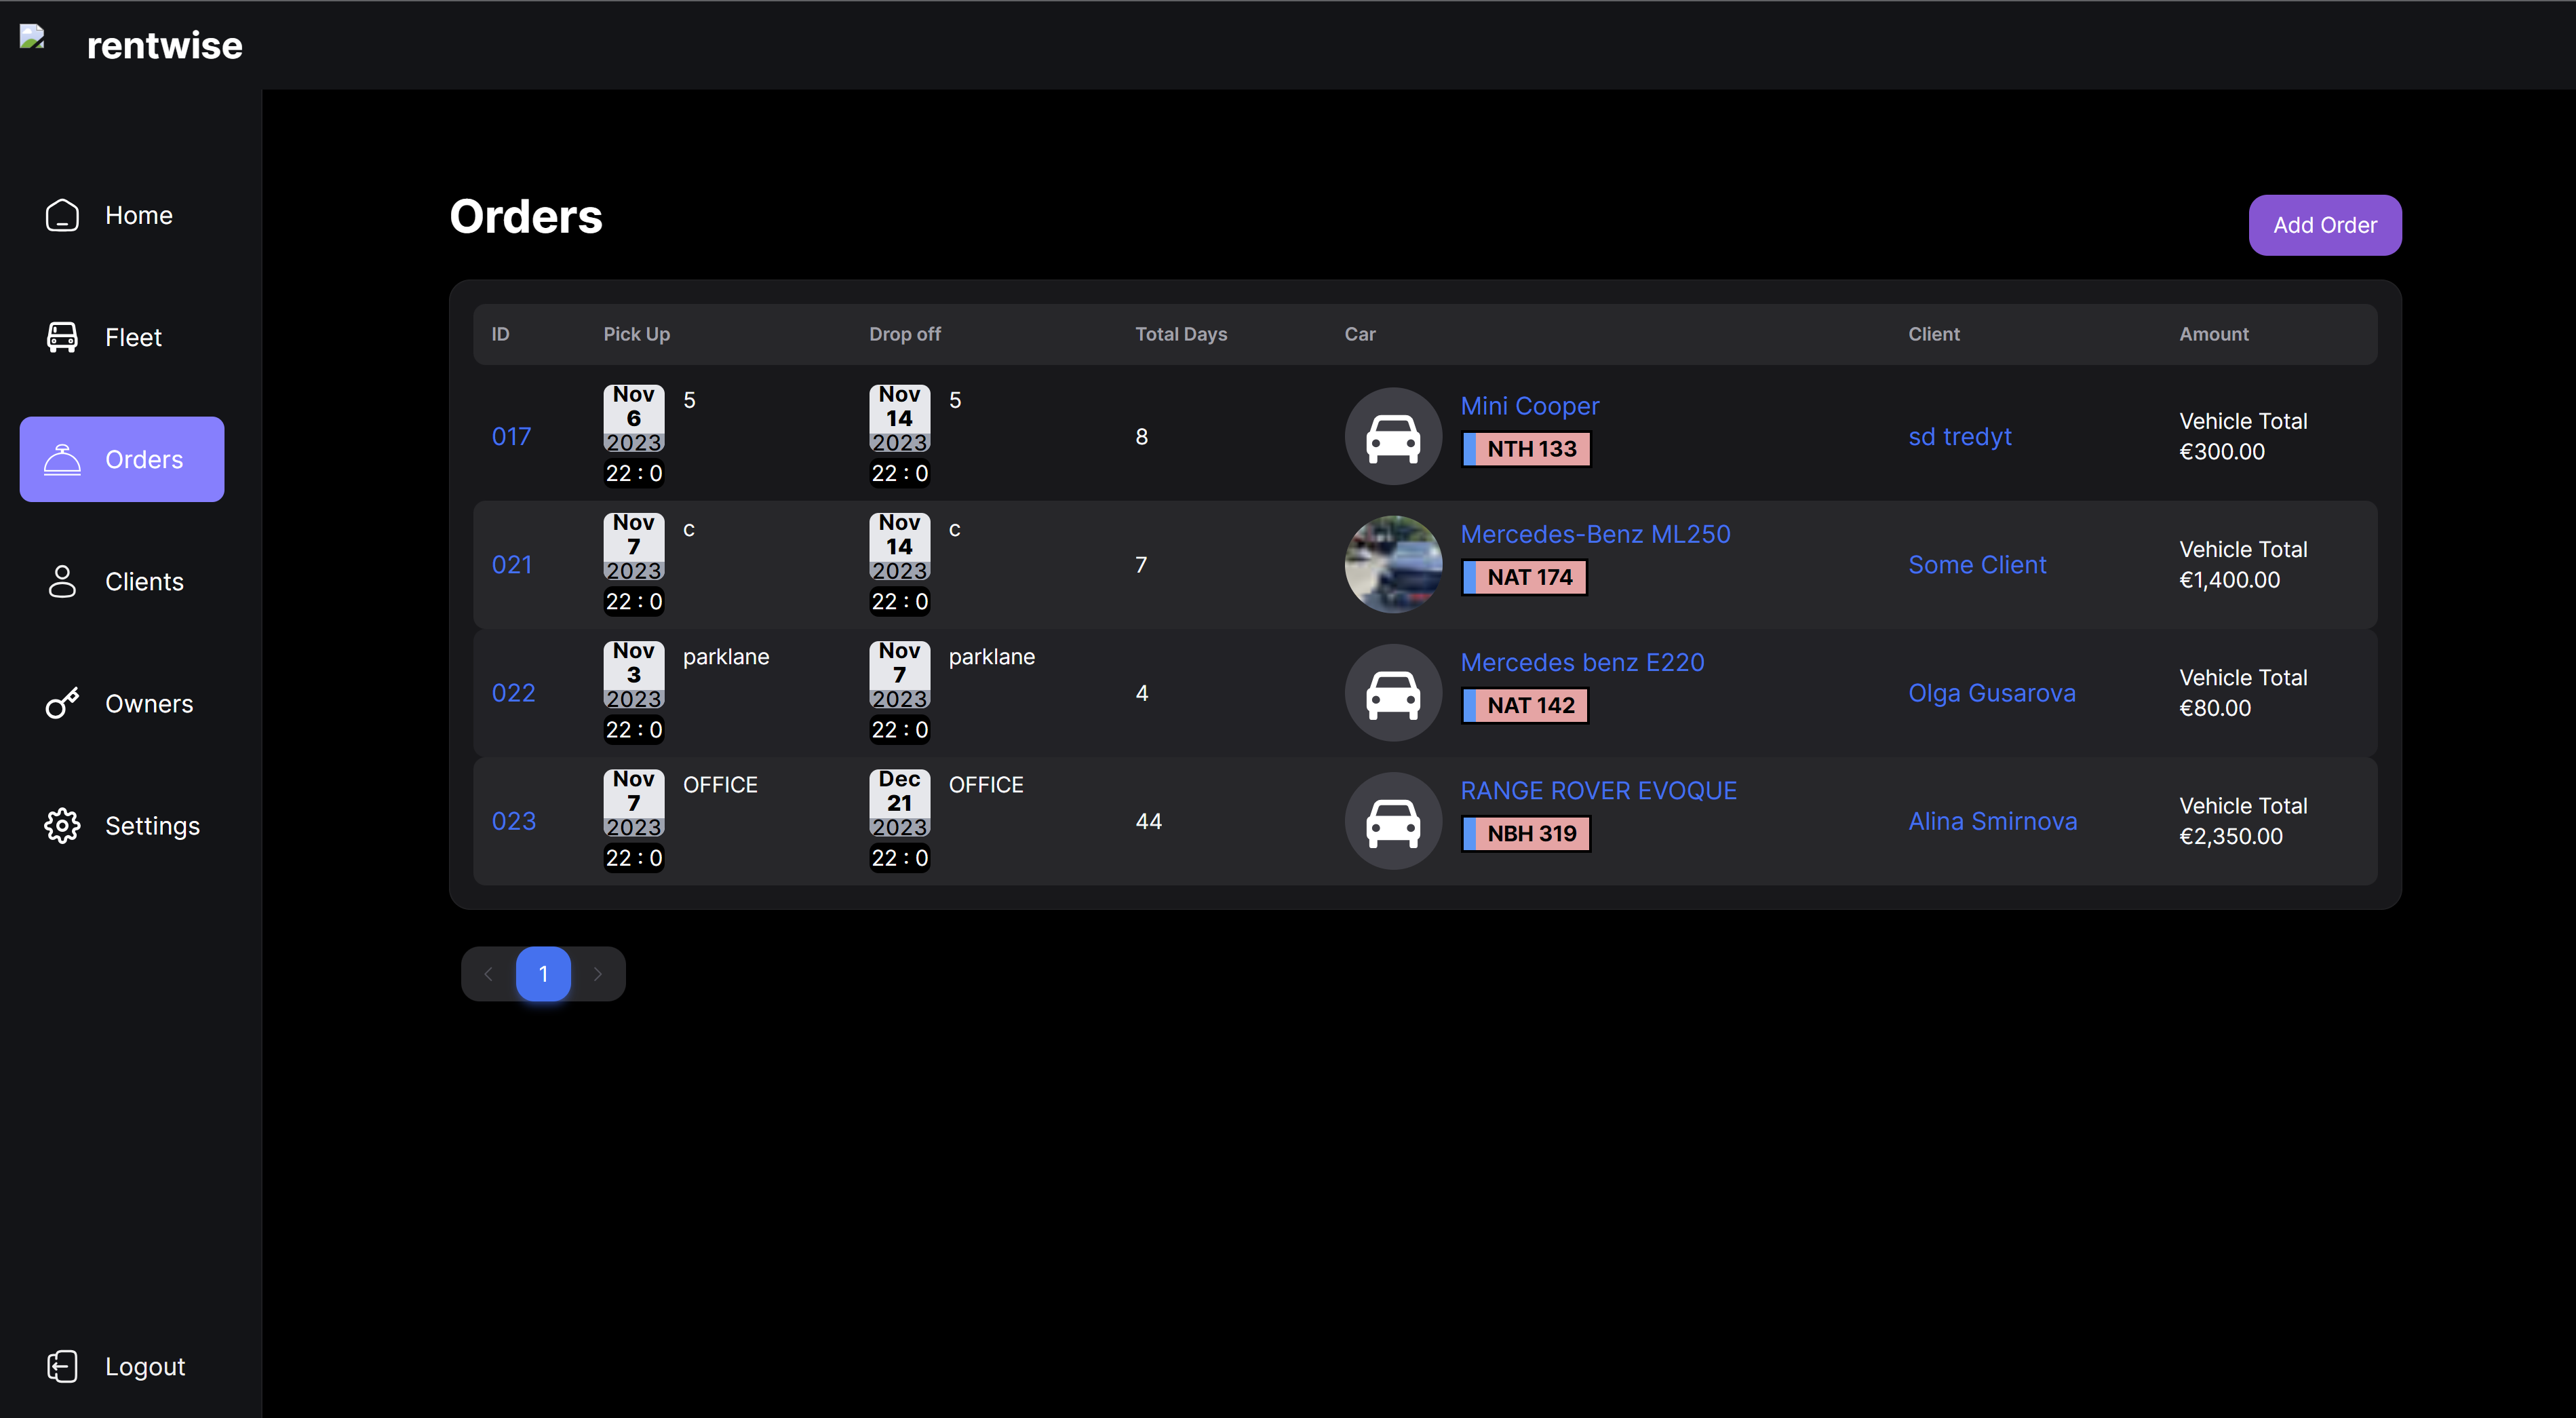 rentwise
Home
Fleet
Orders
Clients
Owners
Settings
Logout
Orders
Add Order
ID Pick Up Drop off Total Days Car Client Amount
Nov 5 Nov 5 Mini Cooper Vehicle Total
6 14
017 8 sd tredyt
2023 2023 NTH 133 €300.00
22 : 0 22 : 0
Nov c Nov c Mercedes-Benz ML250 Vehicle Total
7 14
021 7 Some Client
2023 2023 NAT 174 €1,400.00
22 : 0 22 : 0
Nov parklane Nov parklane Mercedes benz E220 Vehicle Total
3 7
022 4 Olga Gusarova
2023 2023 NAT 142 €80.00
22 : 0 22 : 0
Nov OFFICE Dec OFFICE RANGE ROVER EVOQUE Vehicle Total
7 21
023 44 Alina Smirnova
2023 2023 NBH 319 €2,350.00
22 : 0 22 : 0
1